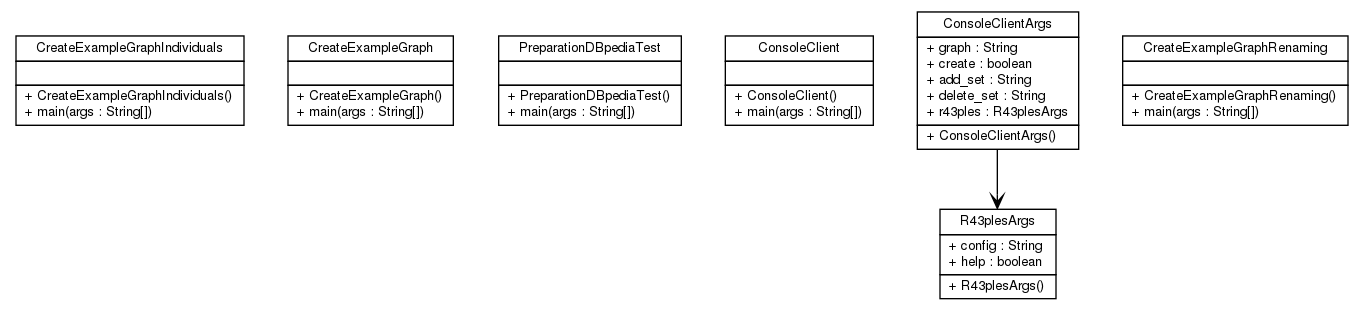 CreateExampleGraphIndividuals
+ CreateExampleGraphIndividuals()
+ main(args : String[])
CreateExampleGraph
+ CreateExampleGraph()
+ main(args : String[])
PreparationDBpediaTest
+ PreparationDBpediaTest()
+ main(args : String[])
ConsoleClient
+ ConsoleClient()
+ main(args : String[])
ConsoleClientArgs
+ graph : String
+ create : boolean
+ add_set : String
+ delete_set : String
+ r43ples : R43plesArgs
+ ConsoleClientArgs()
CreateExampleGraphRenaming
+ CreateExampleGraphRenaming()
+ main(args : String[])
R43plesArgs
+ config : String
+ help : boolean
+ R43plesArgs()